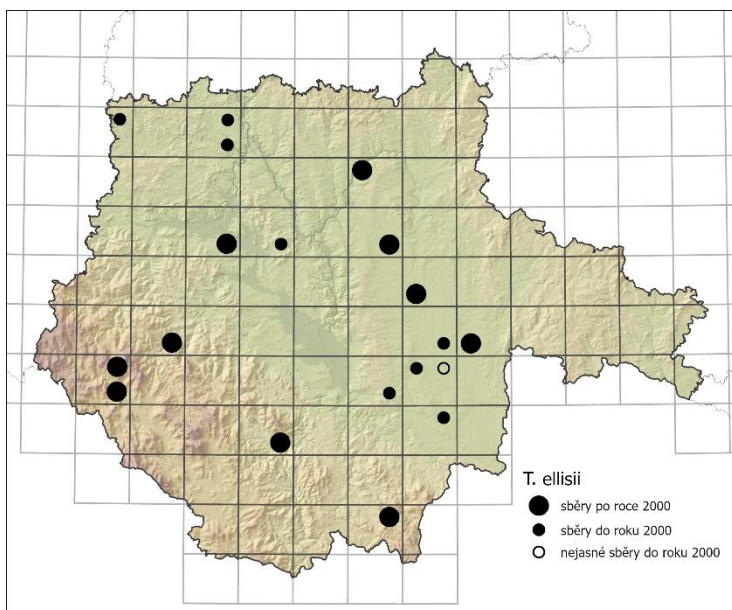 T. ellisii
sběry po roce 2000
sběry do roku 2000
nejasné sběry do roku 2000